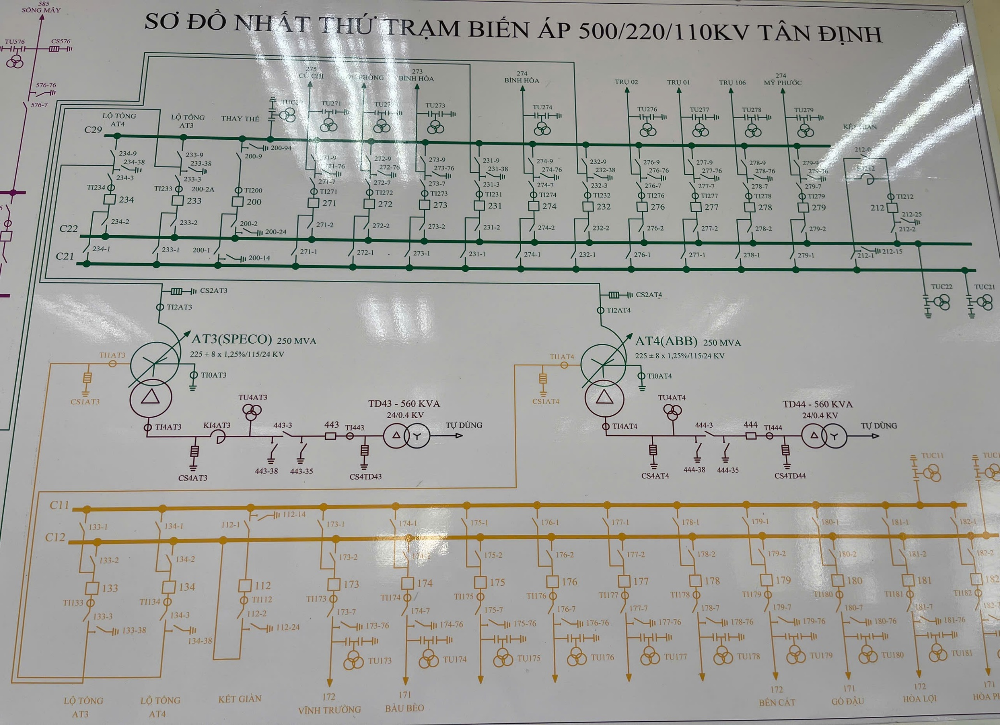 585
SÔNG MÂY
SƠ ĐỒ NHẤT THỨ TRẠM BIẾN ÁP 500/220/110KV TÂN ĐỊNH
TU576
CS576
576-76
576-7
275
CỦ CHI
PHÒNG
273
BÌNH HÒA
274
BÌNH HÒA
TRỤ 02
TRỤ 01
TRỤ 106
274
MỸ PHƯỚC
LỘ TỔNG
AT4
LỘ TỔNG
AT3
THAY THẾ
TU271
TU273
TU274
TU276
TU277
TU278
TU279
C29
234-9
234-38
234-3
TI234
234
234-2
234-1
233-9
233-38
233-3
TI233
233
233-2
233-1
200-94
200-9
200-2A
TI200
200
200-2
200-24
200-1
200-14
271-7
TI271
271
271-2
271-1
272-9
272-76
272-7
TI272
272
272-2
272-1
273-9
273-76
273-7
TI273
273
273-2
273-1
231-9
231-38
231-3
TI231
231
231-2
231-1
274-9
274-76
274-7
TI274
274
274-2
274-1
232-9
232-38
232-3
TI232
232
232-2
232-1
276-9
276-76
276-7
TI276
276
276-2
276-1
277-9
277-76
277-7
TI277
277
277-2
277-1
278-9
278-76
278-7
TI278
278
278-2
278-1
279-9
279-76
279-7
TI279
279
279-2
279-1
212-0
TI212
212
212-25
212-2
212-15
212-1
C22
C21
TUC22
TUC21
CS2AT3
TI2AT3
AT3(SPECO) 250 MVA
225 ± 8 x 1,25%/115/24 KV
TI1AT3
TI0AT3
CS1AT3
CS2AT4
TI2AT4
AT4(ABB) 250 MVA
225 ± 8 x 1,25%/115/24 KV
TI1AT4
TI0AT4
CS1AT4
TU4AT3
TD43 - 560 KVA
24/0.4 KV
TI4AT3
KI4AT3
443-3
443
TI443
TỰ DÙNG
CS4AT3
443-38
443-35
CS4TD43
TU4AT4
TD44 - 560 KVA
24/0.4 KV
TI4AT4
444-3
444
TI444
TỰ DÙNG
CS4AT4
444-38
444-35
CS4TD44
TUC11
C11
C12
133-1
133-2
133
TI133
133-3
133-38
134-1
134-2
134
TI134
134-3
134-38
112-14
112-1
112
TI112
112-2
112-24
173-1
173-2
173
TI173
173-7
173-76
TU173
174-1
174
TI174
174-7
174-76
TU174
175-1
175-2
175
TI175
175-7
175-76
TU175
176-1
176-2
176
TI176
176-7
176-76
TU176
177-1
177-2
177
TI177
177-7
177-76
TU177
178-1
178-2
178
TI178
178-7
178-76
TU178
179-1
179-2
179
TI179
179-7
179-76
TU179
180-1
180-2
180
TI180
180-7
180-76
TU180
181-1
181-2
181
TI181
181-7
181-76
TU181
182-1
182-2
182
TI182
LỘ TỔNG
AT3
LỘ TỔNG
AT4
KẾT GIÀN
172
VĨNH TRƯỜNG
171
BÀU BÈO
172
BẾN CÁT
171
GÒ ĐẬU
172
HÒA LỢI
171
HÒA